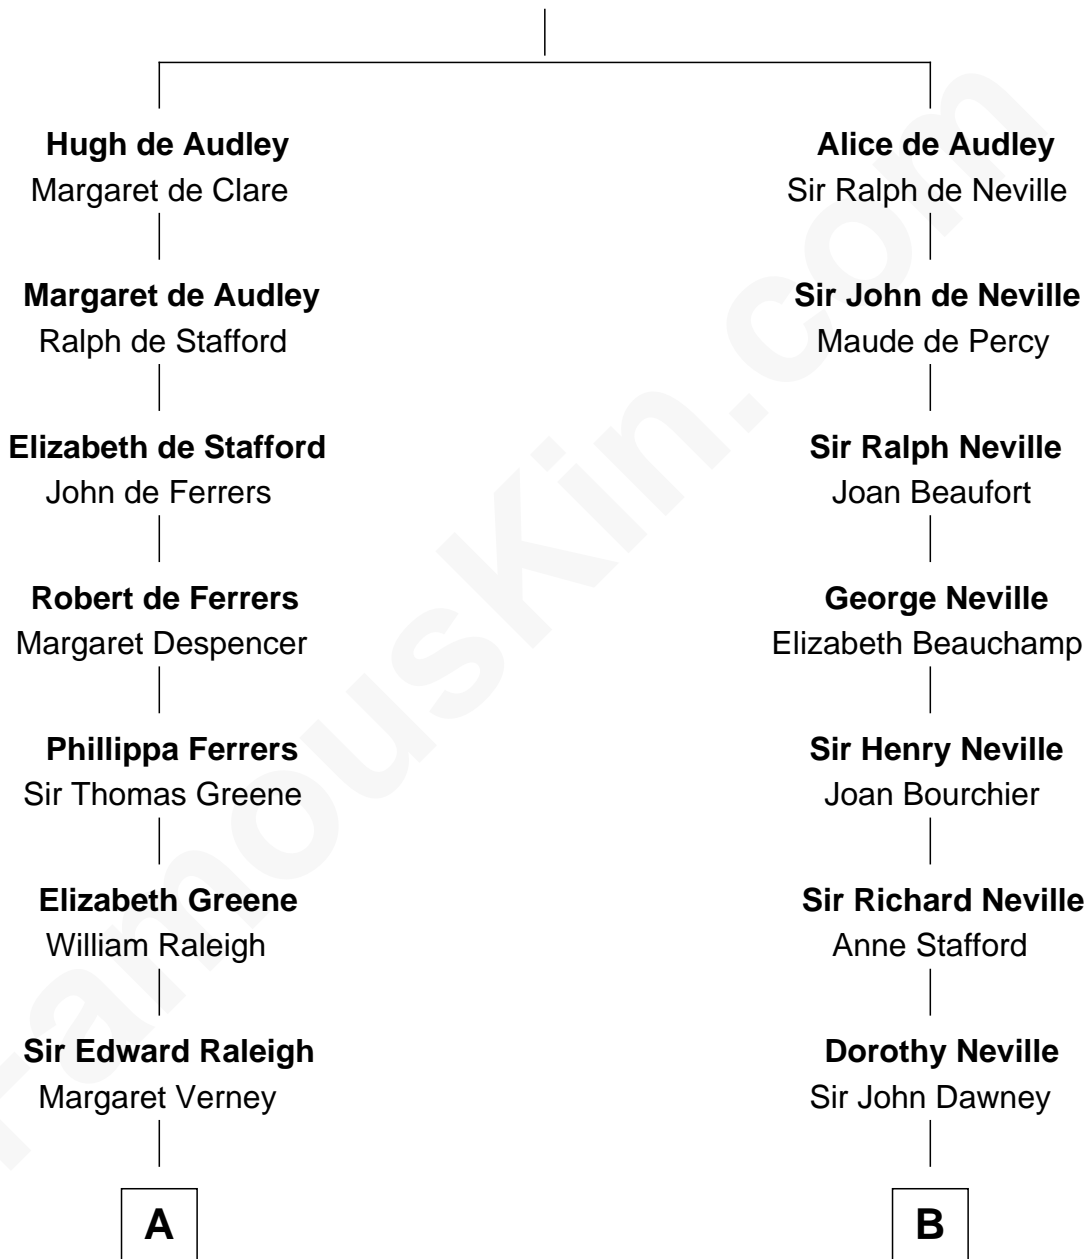 Hugh de Audley
Margaret de Clare
Margaret de Audley
Ralph de Stafford
Elizabeth de Stafford
John de Ferrers
Robert de Ferrers
Margaret Despencer
Phillippa Ferrers
Sir Thomas Greene
Elizabeth Greene
William Raleigh
Sir Edward Raleigh
Margaret Verney
A
Alice de Audley
Sir Ralph de Neville
Sir John de Neville
Maude de Percy
Sir Ralph Neville
Joan Beaufort
George Neville
Elizabeth Beauchamp
Sir Henry Neville
Joan Bourchier
Sir Richard Neville
Anne Stafford
Dorothy Neville
Sir John Dawney
B
FamousKin.com